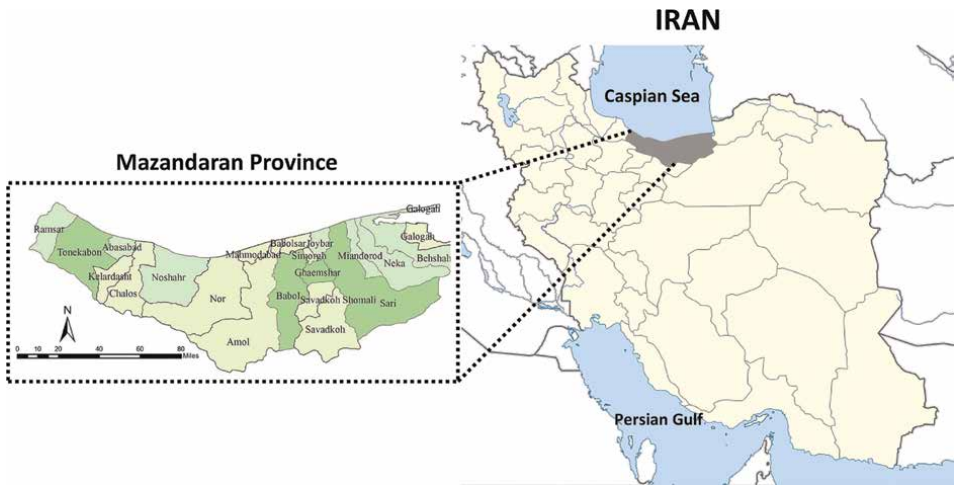 IRAN
Caspian Sea
Mazandaran Province
Galogah
Ramsar
Abasabad
Tonekabon
Babolsar
Joybar
Galogah
Mahmodabad
Simorgh
Miandorod
Behshah
Kelardasht
Noshahr
Ghaemshar
Neka
Chalos
Nor
Babol
Savadkoh Shomali
Sari
N
Amol
Savadkoh
0 10 20 40 60 80
Miles
Persian Gulf